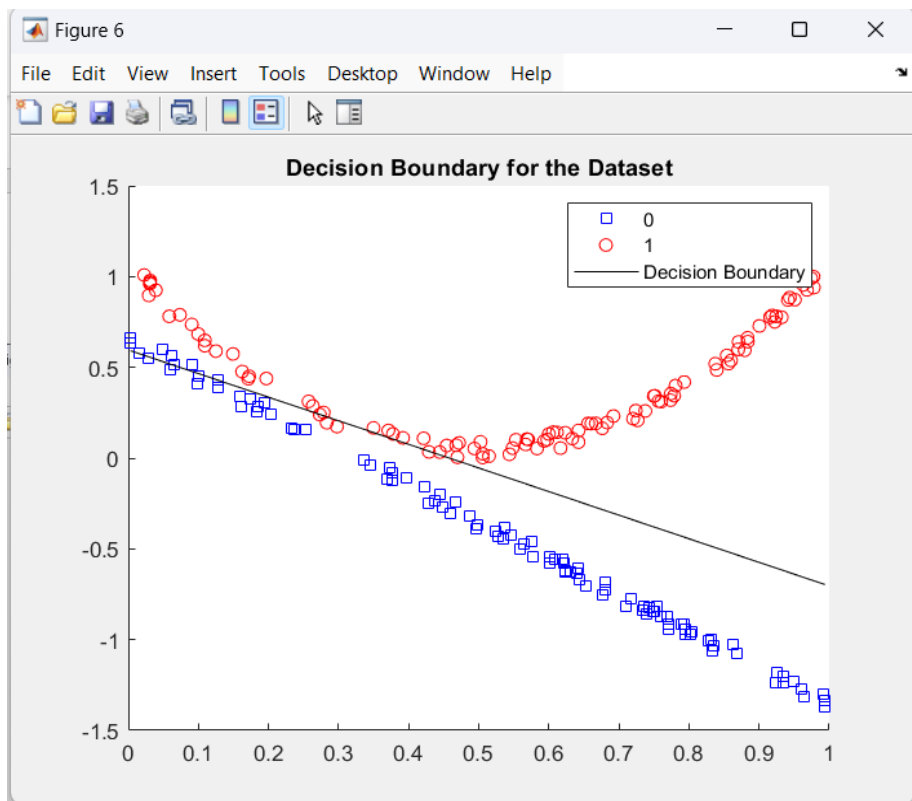 Figure 6
File Edit View Insert Tools Desktop Window Help
Decision Boundary for the Dataset
1.5
0
1
Decision Boundary
1
0.5
0
-0.5
-1
-1.5
0 0.1 0.2 0.3 0.4 0.5 0.6 0.7 0.8 0.9 1